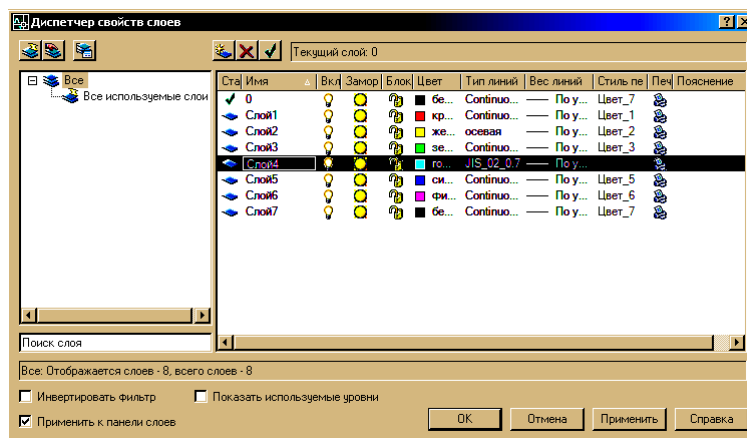 Диспетчер свойств слоев
Текущий слой: 0
Все
Все используемые слои
Ста Имя Вкл Замор Блок Цвет Тип линий Вес линий Стиль пе Печ Пояснение
0 бе... Continuo... По у... Цвет_7
Слой1 кр... Continuo... По у... Цвет_1
Слой2 же... осевая По у... Цвет_2
Слой3 зе... Continuo... По у... Цвет_3
Слой4 го... JIS_02_0.7 По у...
Слой5 си... Continuo... По у... Цвет_5
Слой6 фи... Continuo... По у... Цвет_6
Слой7 бе... Continuo... По у... Цвет_7
Поиск слоя
Все: Отображается слоев - 8, всего слоев - 8
Инвертировать фильтр Показать используемые уровни
Применить к панели слоев
OK Отмена Применить Справка